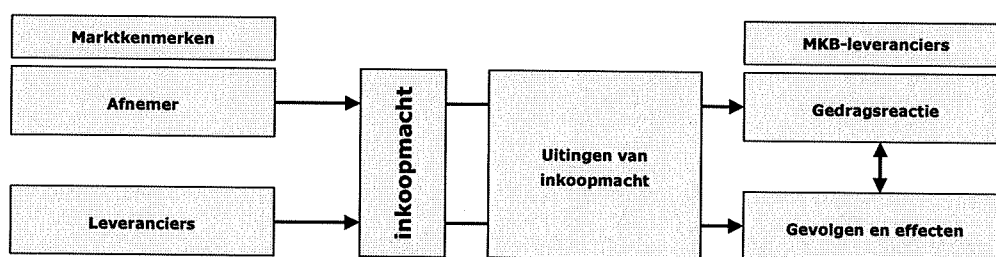 Marktkenmerken
Afnemer
Leveranciers
inkoopmacht
Uitingen van
inkoopmacht
MKB-leveranciers
Gedragsreactie
Gevolgen en effecten